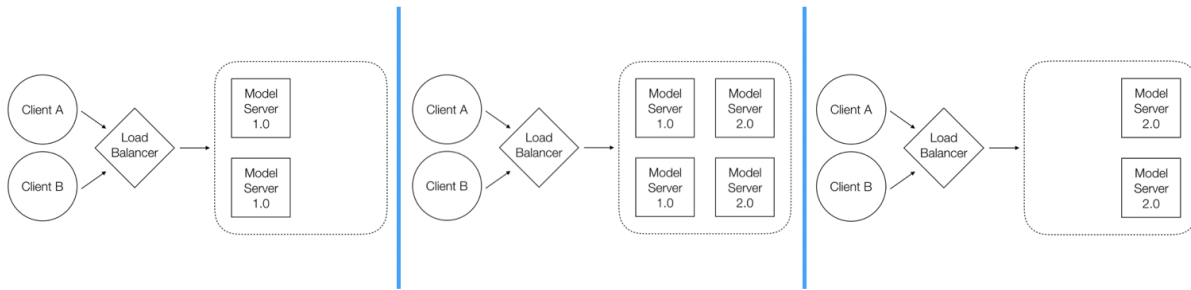 Client A
Client B
Load
Balancer
Model
Server
1.0
Model
Server
1.0
Client A
Client B
Load
Balancer
Model
Server
1.0
Model
Server
2.0
Model
Server
1.0
Model
Server
2.0
Client A
Client B
Load
Balancer
Model
Server
2.0
Model
Server
2.0